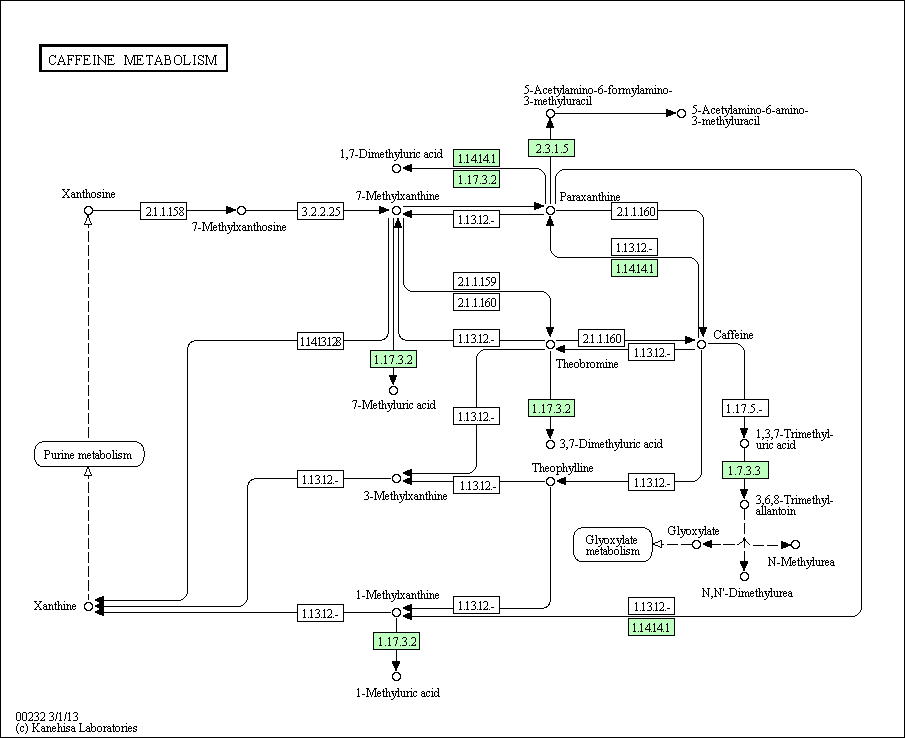 CAFFEINE METABOLISM
5-Acetylamino-6-formylamino-
3-methyluracil
5-Acetylamino-6-amino-
3-methyluracil
2.3.1.5
1,7-Dimethyluric acid
1.14.14.1
1.17.3.2
Xanthosine
7-Methylxanthine
Paraxanthine
2.1.1.158
3.2.2.25
2.1.1.160
7-Methylxanthosine
1.13.12.-
1.13.12.-
1.14.14.1
2.1.1.159
2.1.1.160
1.14.13.128
1.13.12.-
2.1.1.160
Caffeine
1.13.12.-
1.17.3.2
Theobromine
7-Methyluric acid
1.17.3.2
1.17.5.-
1.13.12.-
1,3,7-Trimethyl-
uric acid
3,7-Dimethyluric acid
Purine metabolism
Theophylline
1.7.3.3
1.13.12.-
1.13.12.-
1.13.12.-
3-Methylxanthine
3,6,8-Trimethyl-
allantoin
Glyoxylate
metabolism
Glyoxylate
N-Methylurea
N,N'-Dimethylurea
1-Methylxanthine
Xanthine
1.13.12.-
1.13.12.-
1.13.12.-
1.14.14.1
1.17.3.2
1-Methyluric acid
00232 3/1/13
(c) Kanehisa Laboratories